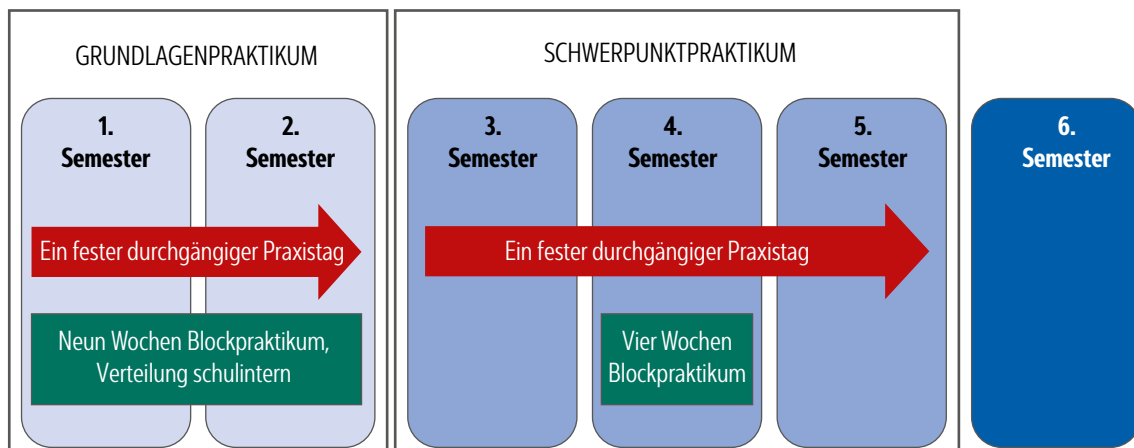 GRUNDLAGENPRAKTIKUM
SCHWERPUNKTPRAKTIKUM
1.
Semester
2.
Semester
3.
Semester
4.
Semester
5.
Semester
6.
Semester
Ein fester durchgängiger Praxistag
Ein fester durchgängiger Praxistag
Neun Wochen Blockpraktikum,
Verteilung schulintern
Vier Wochen
Blockpraktikum